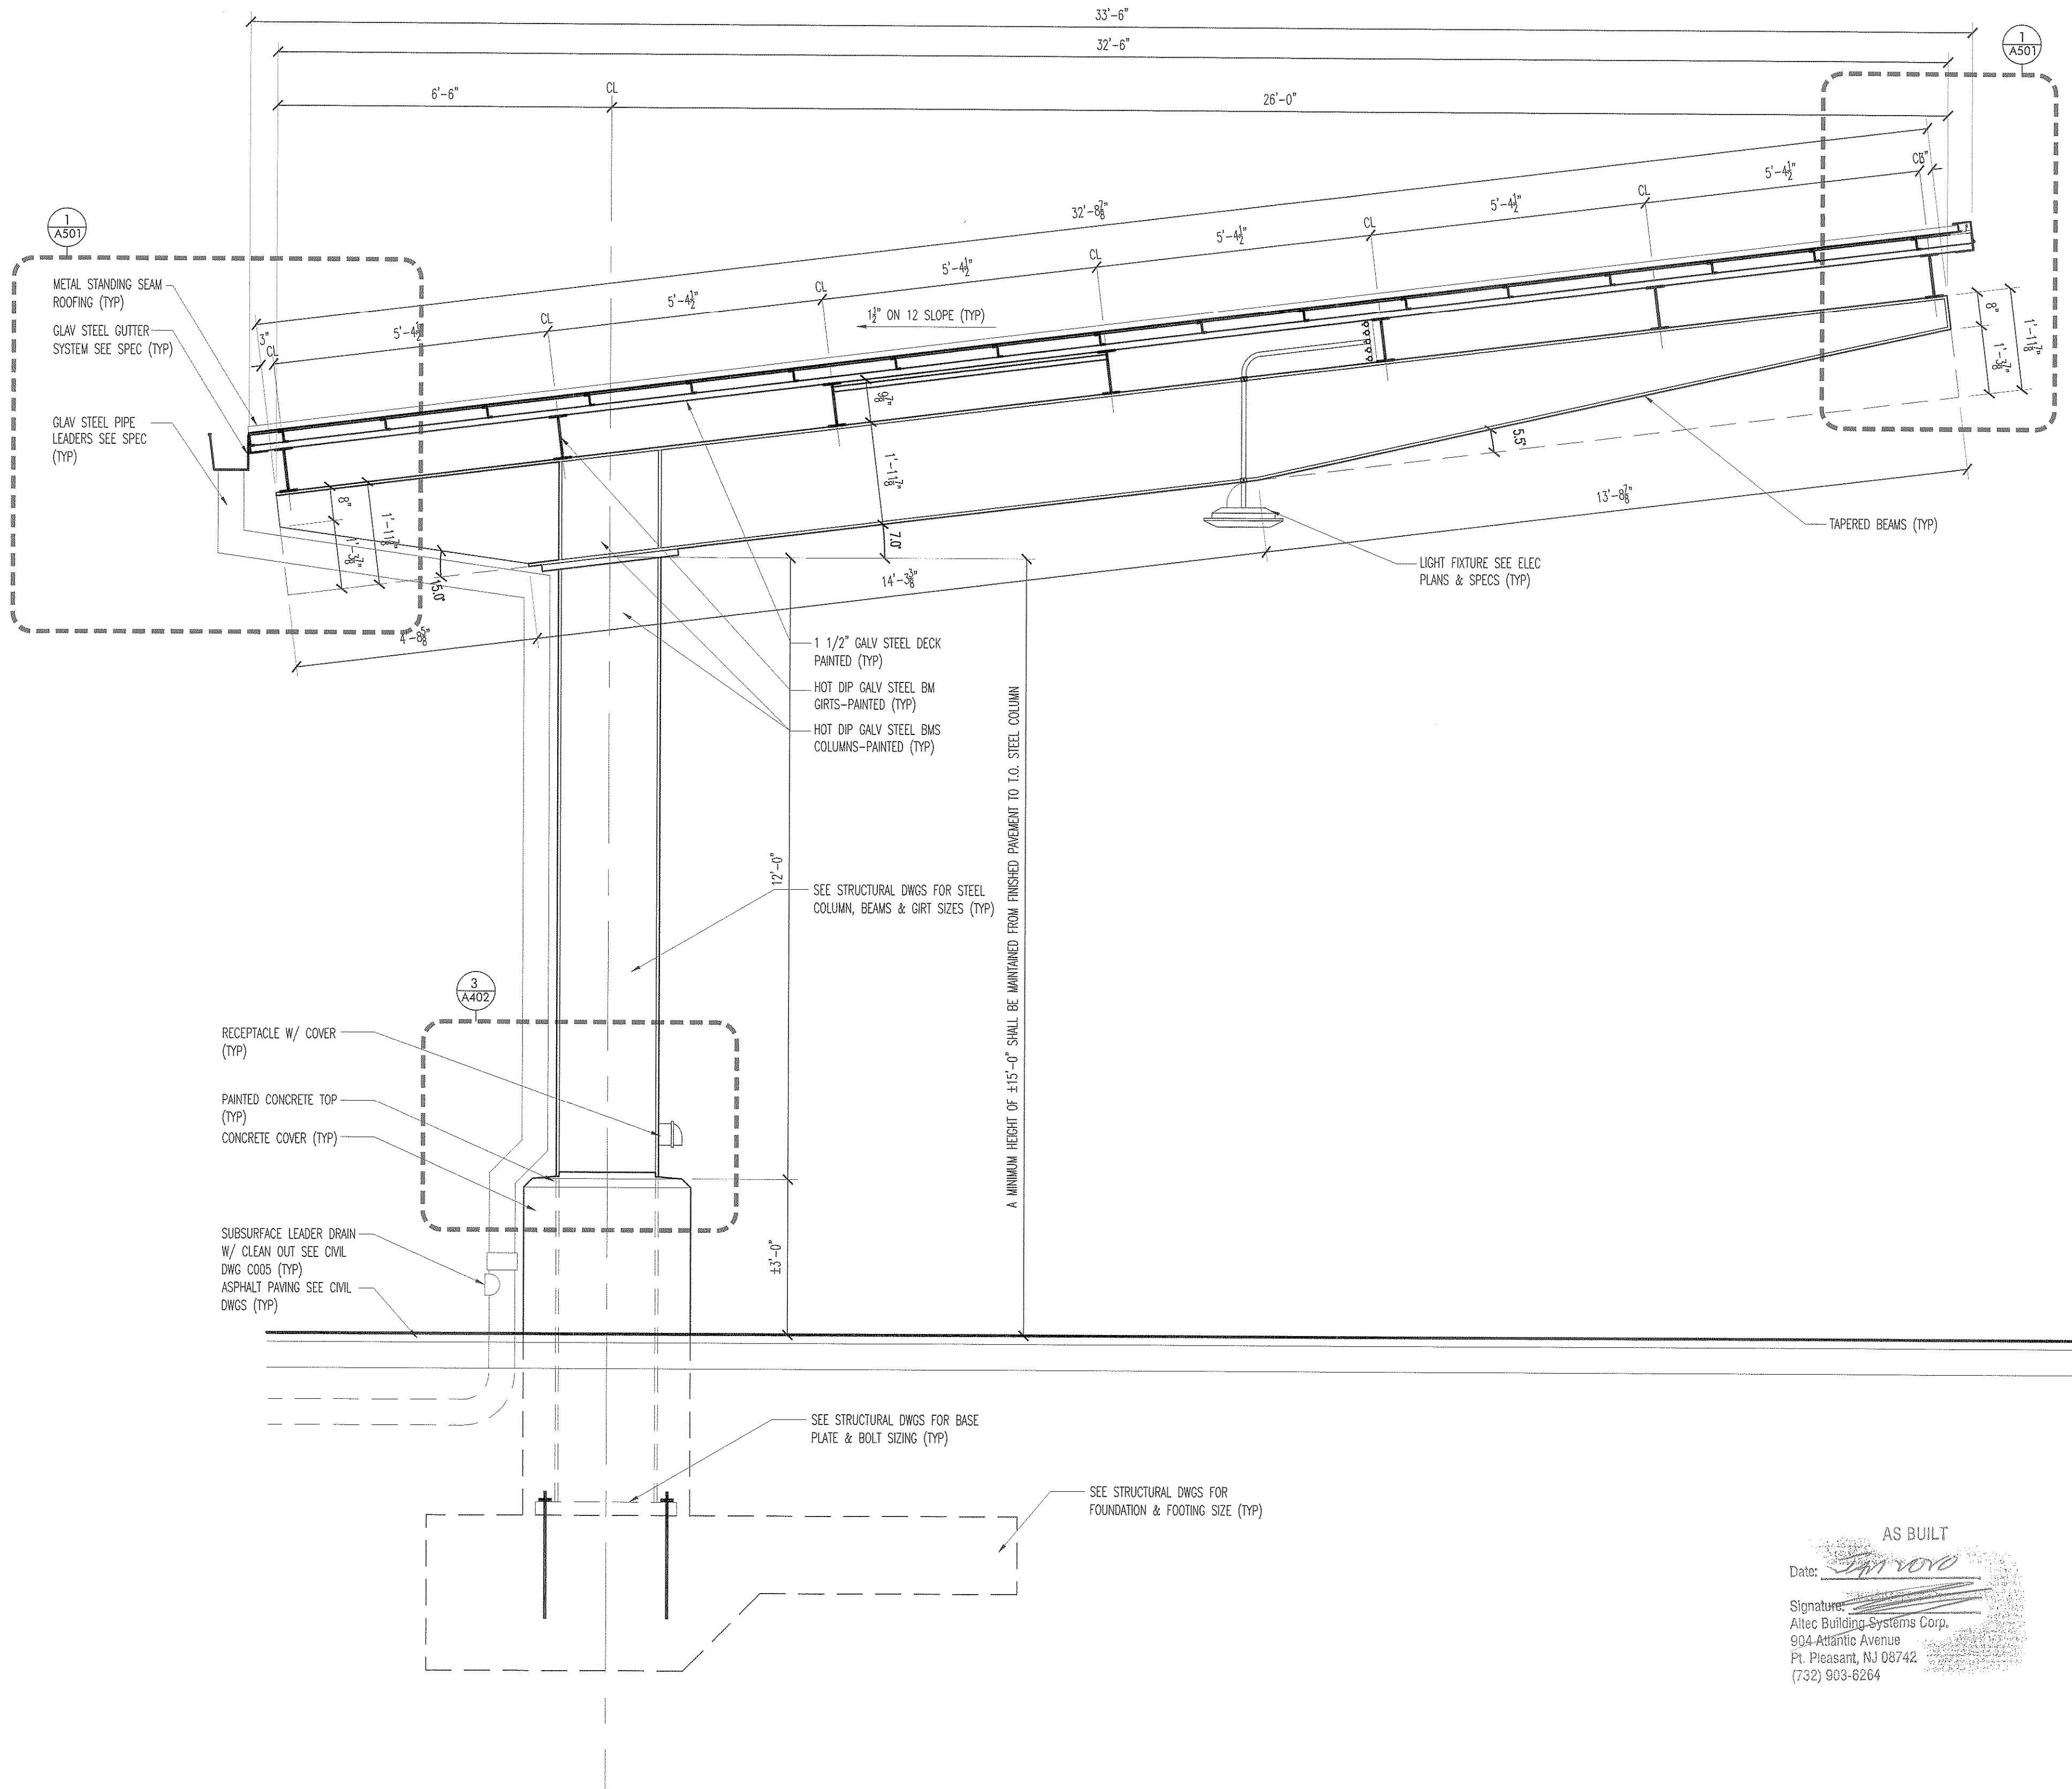 33'-6"
32'-6"
6'-6"
CL
26'-0"
1
A501
32'-8⅞"
3"
CL
5'-4½"
CL
5'-4½"
CL
5'-4½"
CL
5'-4½"
CL
5'-4½"
CL
5'-4½"
1
A501
METAL STANDING SEAM
ROOFING (TYP)
GLAV STEEL GUTTER
SYSTEM SEE SPEC (TYP)
GLAV STEEL PIPE
LEADERS SEE SPEC
(TYP)
1½" ON 12 SLOPE (TYP)
9⅞"
1'-11⅞"
7.0°
8"
1'-3⅞"
1'-11⅞"
15.0°
8"
1'-3⅞"
1'-11⅞"
5.5°
13'-8⅞"
14'-3⅜"
4'-8⅝"
TAPERED BEAMS (TYP)
LIGHT FIXTURE SEE ELEC
PLANS & SPECS (TYP)
1 1/2" GALV STEEL DECK
PAINTED (TYP)
HOT DIP GALV STEEL BM
GIRTS-PAINTED (TYP)
HOT DIP GALV STEEL BMS
COLUMNS-PAINTED (TYP)
12'-0"
A MINIMUM HEIGHT OF ±15'-0" SHALL BE MAINTAINED FROM FINISHED PAVEMENT TO T.O. STEEL COLUMN
SEE STRUCTURAL DWGS FOR STEEL
COLUMN, BEAMS & GIRT SIZES (TYP)
3
A402
RECEPTACLE W/ COVER
(TYP)
PAINTED CONCRETE TOP
(TYP)
CONCRETE COVER (TYP)
±3'-0"
SUBSURFACE LEADER DRAIN
W/ CLEAN OUT SEE CIVIL
DWG C005 (TYP)
ASPHALT PAVING SEE CIVIL
DWGS (TYP)
SEE STRUCTURAL DWGS FOR BASE
PLATE & BOLT SIZING (TYP)
SEE STRUCTURAL DWGS FOR
FOUNDATION & FOOTING SIZE (TYP)
AS BUILT
Date:
Signature:
Altec Building Systems Corp.
904 Atlantic Avenue
Pt. Pleasant, NJ 08742
(732) 903-6264